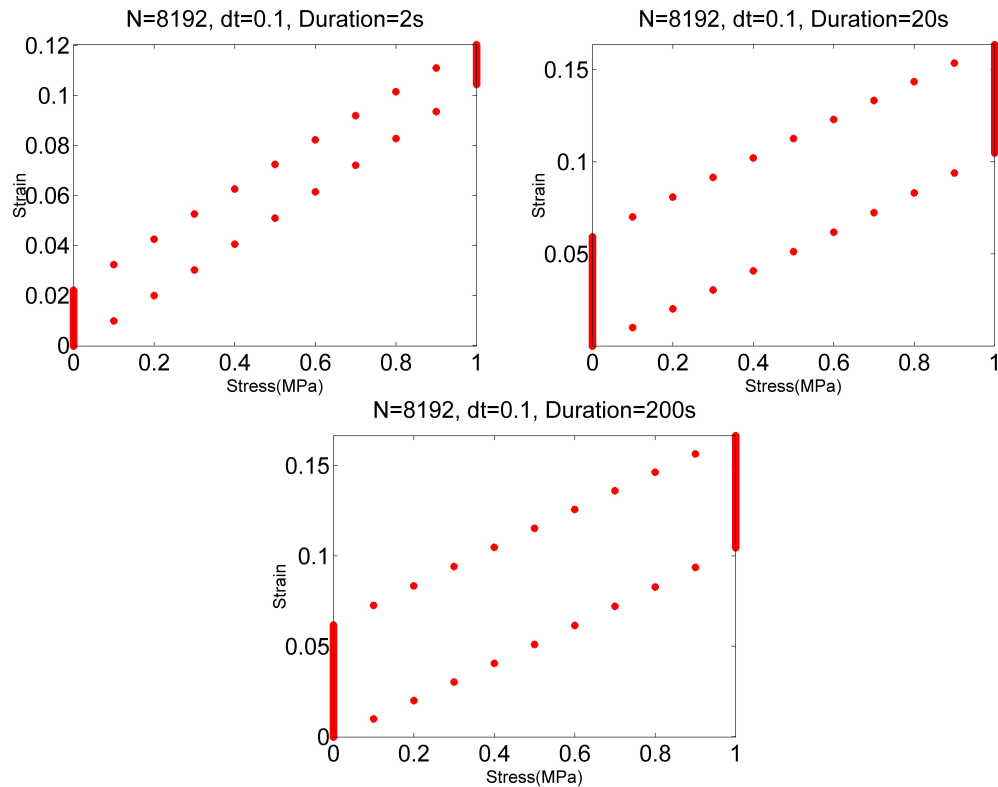 N=8192, dt=0.1, Duration=2s
0.12
0.1
0.08
0.06
0.04
0.02
0
Strain
0 0.2 0.4 0.6 0.8 1
Stress(MPa)
N=8192, dt=0.1, Duration=20s
0.15
0.1
0.05
Strain
0 0.2 0.4 0.6 0.8 1
Stress(MPa)
N=8192, dt=0.1, Duration=200s
0.15
0.1
0.05
0
Strain
0 0.2 0.4 0.6 0.8 1
Stress(MPa)